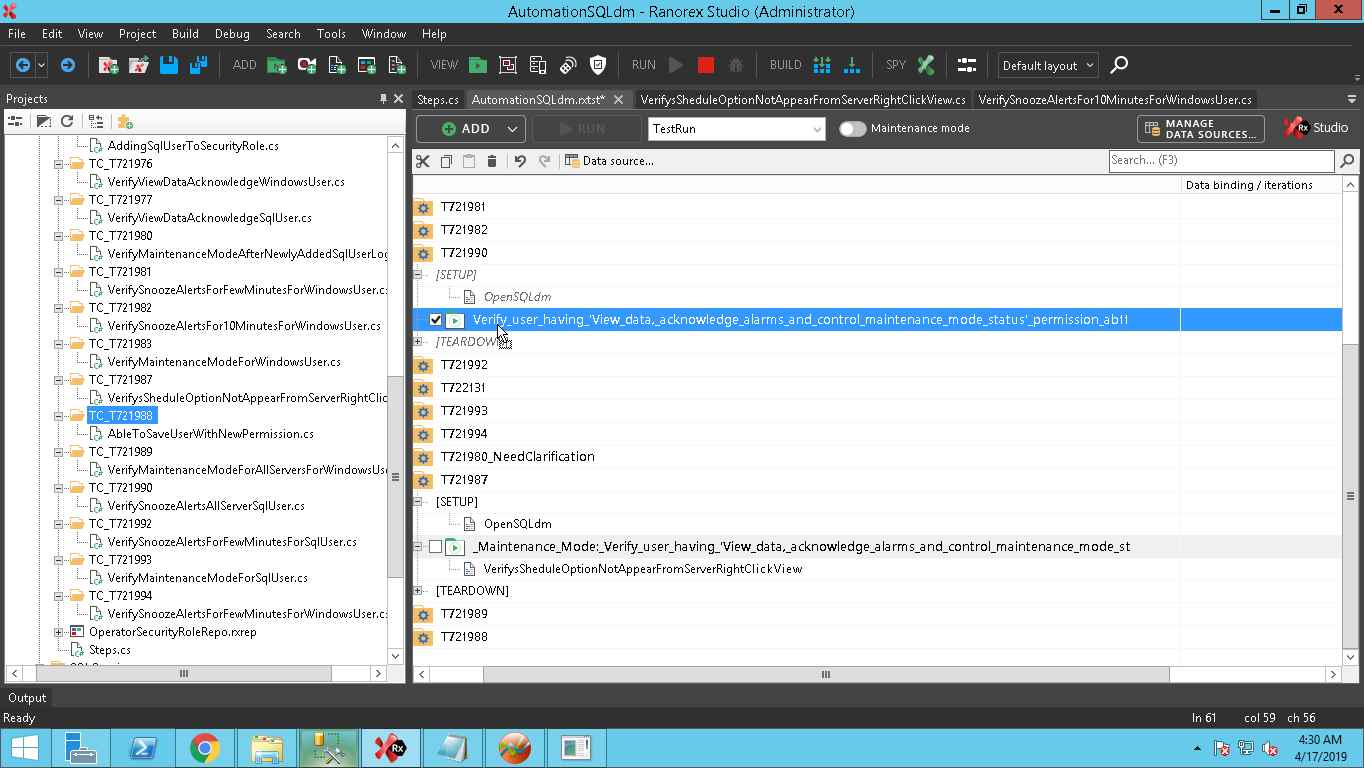 AutomationSQLdm - Ranorex Studio (Administrator)
File Edit View Project Build Debug Search Tools Window Help
ADD VIEW RUN BUILD SPY Default layout
Projects
Steps.cs AutomationSQLdm.rxtst* VerifysSheduleOptionNotAppearFromServerRightClickView.cs VerifySnoozeAlertsFor10MinutesForWindowsUser.cs
ADD RUN TestRun Maintenance mode MANAGE DATA SOURCES... Rx Studio
Data source... Search... (F3)
Data binding / iterations
AddingSqlUserToSecurityRole.cs
TC_T721976
VerifyViewDataAcknowledgeWindowsUser.cs
TC_T721977
VerifyViewDataAcknowledgeSqlUser.cs
TC_T721980
VerifyMaintenanceModeAfterNewlyAddedSqlUserLog
TC_T721981
VerifySnoozeAlertsForFewMinutesForWindowsUser.c
TC_T721982
VerifySnoozeAlertsFor10MinutesForWindowsUser.cs
TC_T721983
VerifyMaintenanceModeForWindowsUser.cs
TC_T721987
VerifysSheduleOptionNotAppearFromServerRightClic
TC_T721988
AbleToSaveUserWithNewPermission.cs
TC_T721989
VerifyMaintenanceModeForAllServersForWindowsUse
TC_T721990
VerifySnoozeAlertsAllServerSqlUser.cs
TC_T721992
VerifySnoozeAlertsForFewMinutesForSqlUser.cs
TC_T721993
VerifyMaintenanceModeForSqlUser.cs
TC_T721994
VerifySnoozeAlertsForFewMinutesForWindowsUser.c
OperatorSecurityRoleRepo.rxrep
Steps.cs
T721981
T721982
T721990
[SETUP]
OpenSQLdm
Verify_user_having_'View_data,_acknowledge_alarms_and_control_maintenance_mode_status'_permission_ab11
[TEARDOWN]
T721992
T722131
T721993
T721994
T721980_NeedClarification
T721987
[SETUP]
OpenSQLdm
_Maintenance_Mode:_Verify_user_having_'View_data,_acknowledge_alarms_and_control_maintenance_mode_st
VerifysSheduleOptionNotAppearFromServerRightClickView
[TEARDOWN]
T721989
T721988
Output
Ready ln 61 col 59 ch 56
Rx
4:30 AM
4/17/2019